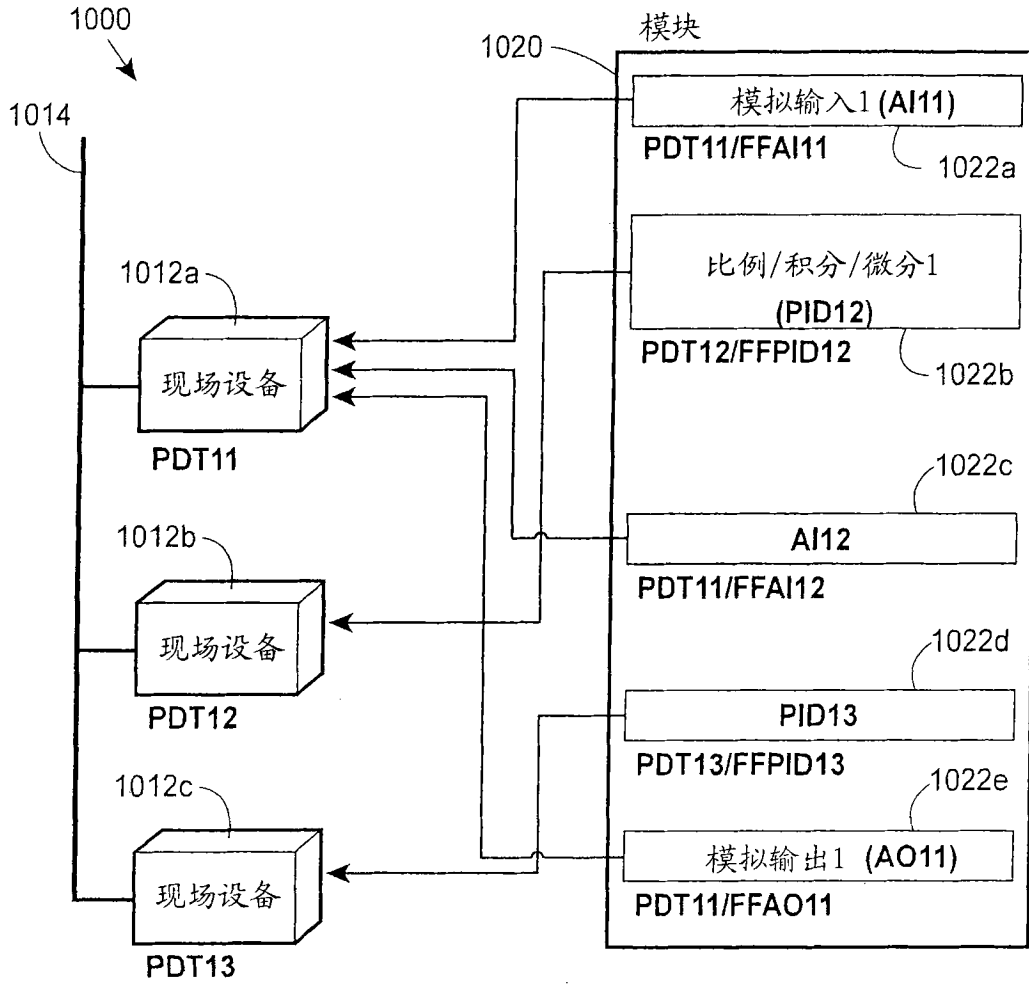 1000
1014
1012a
现场设备
PDT11
1012b
现场设备
PDT12
1012c
现场设备
PDT13
模块
1020
模拟输入1 (AI11)
PDT11/FFAI11
1022a
比例/积分/微分1
(PID12)
PDT12/FFPID12
1022b
1022c
AI12
PDT11/FFAI12
1022d
PID13
PDT13/FFPID13
1022e
模拟输出1 (AO11)
PDT11/FFAO11